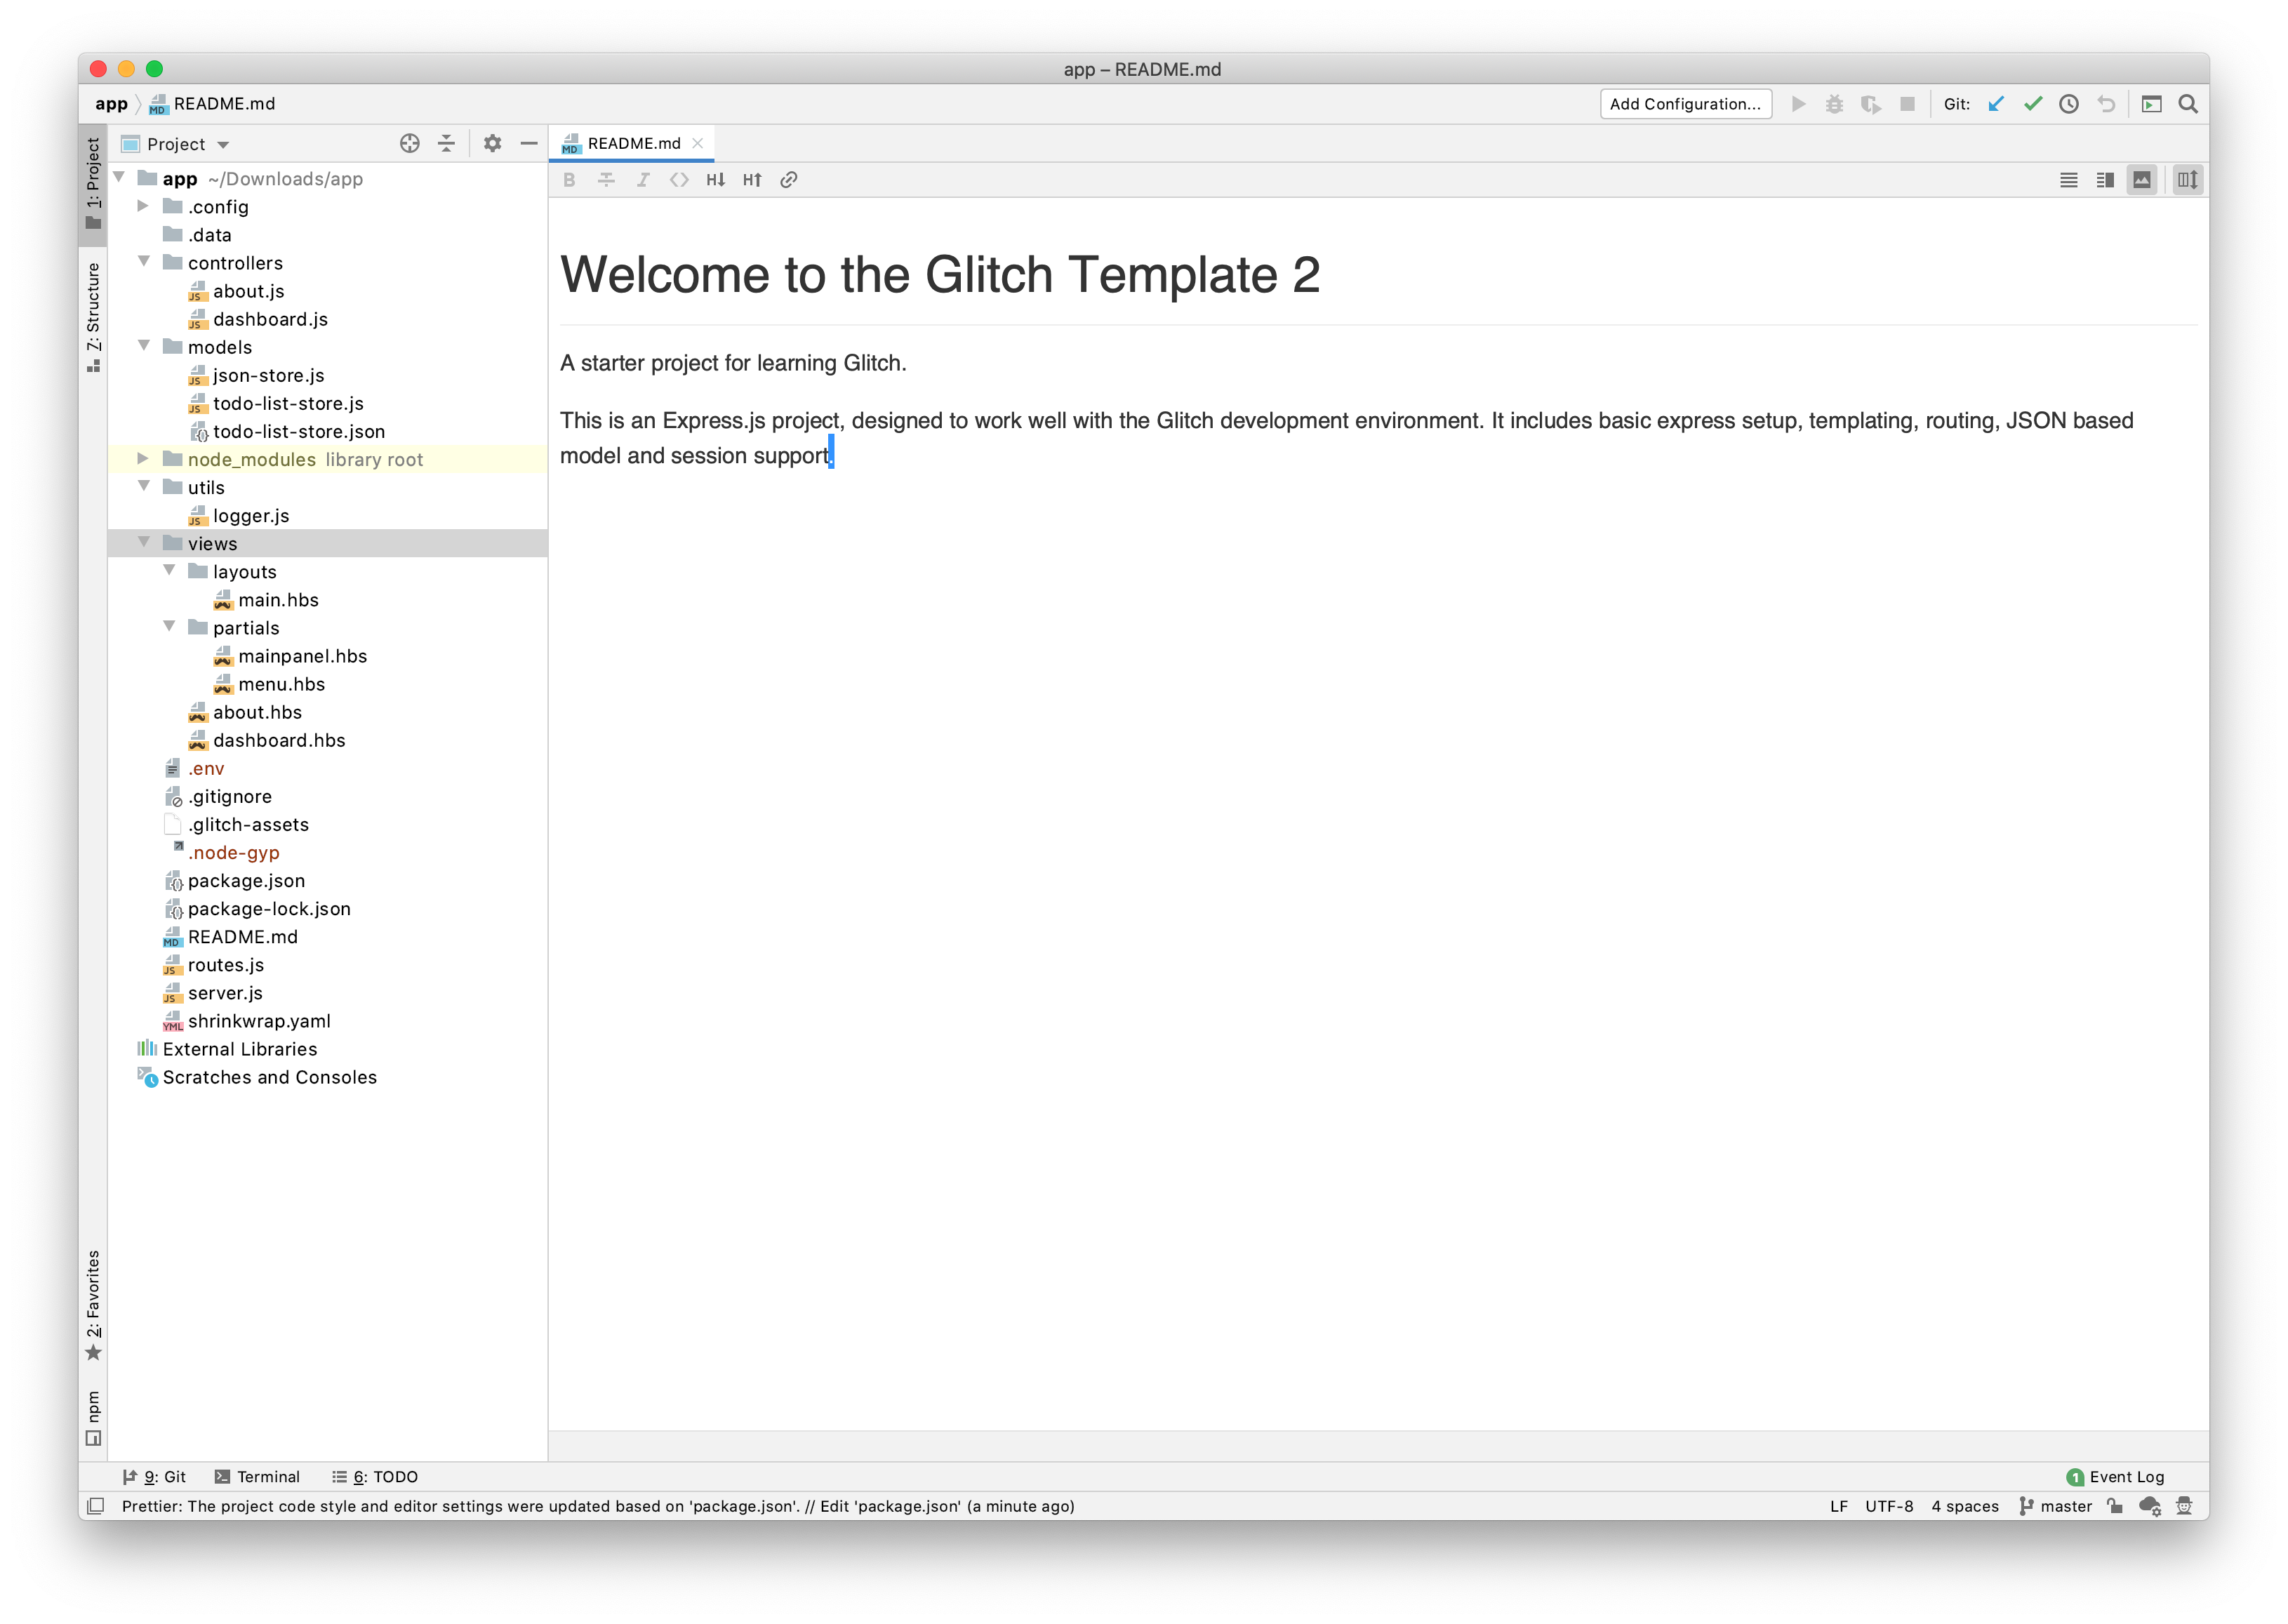 app – README.md
app README.md
Add Configuration...
Git:
1: Project
7: Structure
2: Favorites
npm
Project
app ~/Downloads/app
.config
.data
controllers
about.js
dashboard.js
models
json-store.js
todo-list-store.js
todo-list-store.json
node_modules library root
utils
logger.js
views
layouts
main.hbs
partials
mainpanel.hbs
menu.hbs
about.hbs
dashboard.hbs
.env
.gitignore
.glitch-assets
.node-gyp
package.json
package-lock.json
README.md
routes.js
server.js
shrinkwrap.yaml
External Libraries
Scratches and Consoles
README.md
Welcome to the Glitch Template 2
A starter project for learning Glitch.
This is an Express.js project, designed to work well with the Glitch development environment. It includes basic express setup, templating, routing, JSON based
model and session support.
9: Git Terminal 6: TODO
1 Event Log
Prettier: The project code style and editor settings were updated based on 'package.json'. // Edit 'package.json' (a minute ago)
LF UTF-8 4 spaces master